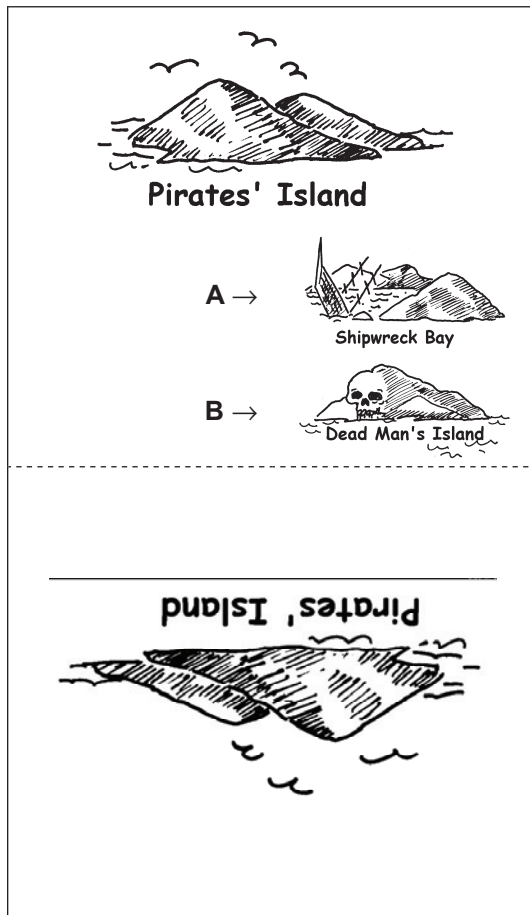 Pirates' Island
A →
Shipwreck Bay
B →
Dead Man's Island
Pirates' Island